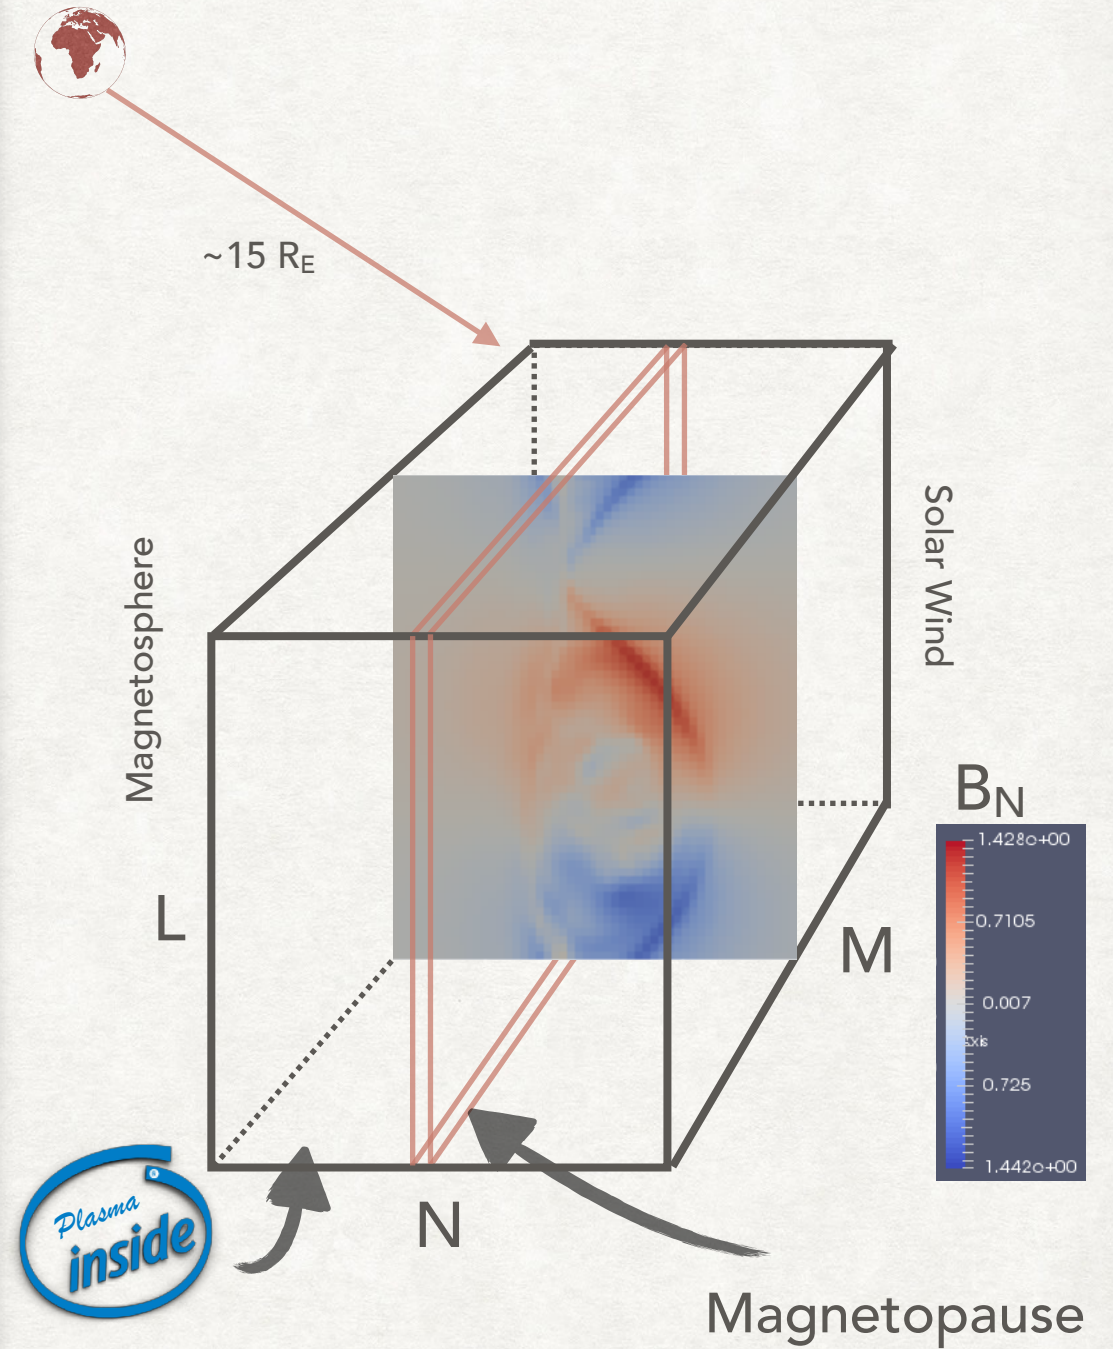 ~15 RE
Magnetosphere
Solar Wind
BN
1.428e+00
0.7105
0.007
Axis
0.725
1.442e+00
L
M
N
Plasma
inside
Magnetopause